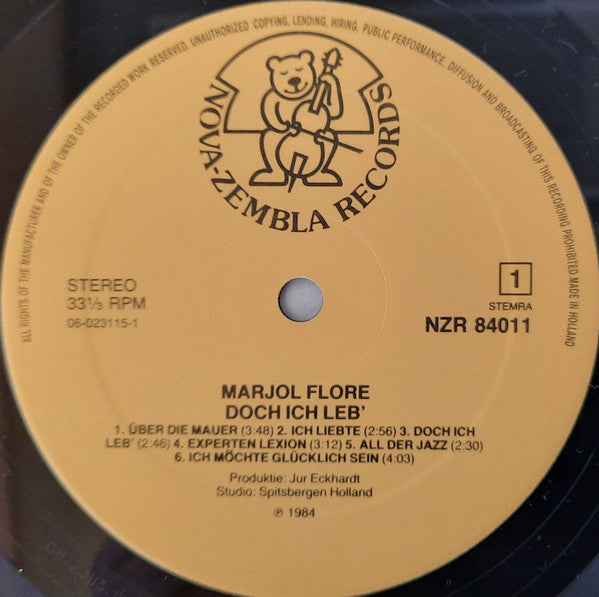 ALL RIGHTS OF THE MANUFACTURER AND OF THE OWNER OF THE RECORDED WORK RESERVED. UNAUTHORIZED COPYING, LENDING, HIRING, PUBLIC PERFORMANCE, DIFFUSION AND BROADCASTING OF THIS RECORDING PROHIBITED MADE IN HOLLAND
NOVA-ZEMBLA RECORDS
STEREO
33⅓ RPM
08-023115-1
1
STEMRA
NZR 84011
MARJOL FLORE
DOCH ICH LEB'
1. ÜBER DIE MAUER (3:48) 2. ICH LIEBTE (2:56) 3. DOCH ICH
LEB' (2:46) 4. EXPERTEN LEXION (3:12) 5. ALL DER JAZZ (2:30)
6. ICH MÖCHTE GLÜCKLICH SEIN (4:03)
Produktie: Jur Eckhardt
Studio: Spitsbergen Holland
℗ 1984